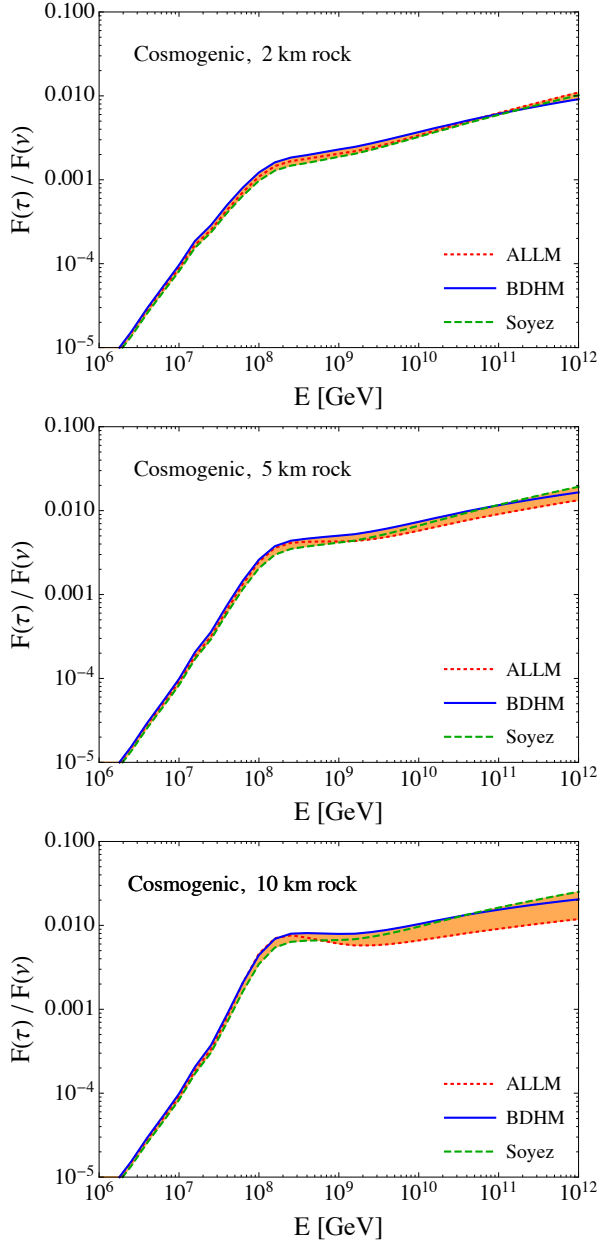 0.100
Cosmogenic, 2 km rock
0.010
F(τ) / F(ν)
0.001
10⁻⁴
10⁻⁵
ALLM
BDHM
Soyez
10⁶ 10⁷ 10⁸ 10⁹ 10¹⁰ 10¹¹ 10¹²
E [GeV]
0.100
Cosmogenic, 5 km rock
0.010
F(τ) / F(ν)
0.001
10⁻⁴
10⁻⁵
ALLM
BDHM
Soyez
10⁶ 10⁷ 10⁸ 10⁹ 10¹⁰ 10¹¹ 10¹²
E [GeV]
0.100
Cosmogenic, 10 km rock
0.010
F(τ) / F(ν)
0.001
10⁻⁴
10⁻⁵
ALLM
BDHM
Soyez
10⁶ 10⁷ 10⁸ 10⁹ 10¹⁰ 10¹¹ 10¹²
E [GeV]